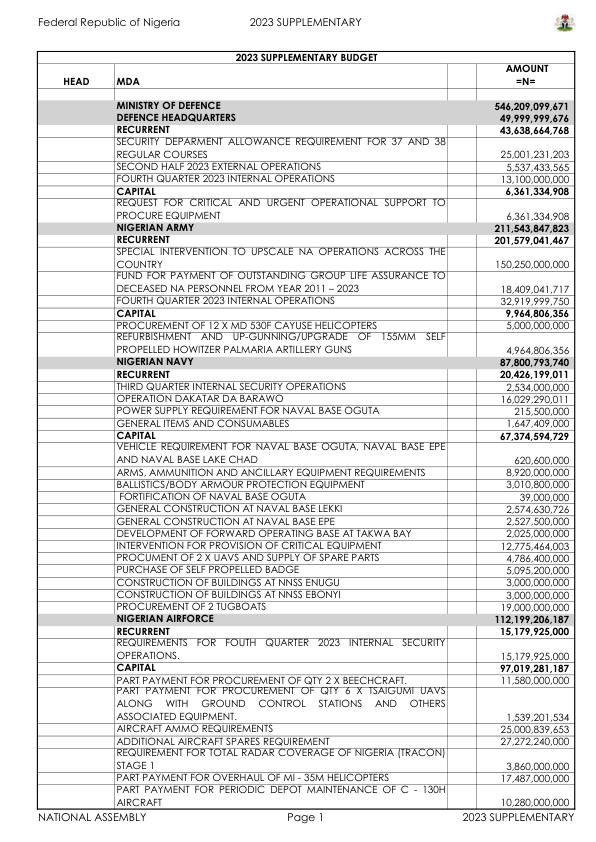 Federal Republic of Nigeria 2023 SUPPLEMENTARY
2023 SUPPLEMENTARY BUDGET
HEAD MDA AMOUNT
=N=
MINISTRY OF DEFENCE 546,209,099,671
DEFENCE HEADQUARTERS 49,999,999,676
RECURRENT 43,638,664,768
SECURITY DEPARMENT ALLOWANCE REQUIREMENT FOR 37 AND 38
REGULAR COURSES 25,001,231,203
SECOND HALF 2023 EXTERNAL OPERATIONS 5,537,433,565
FOURTH QUARTER 2023 INTERNAL OPERATIONS 13,100,000,000
CAPITAL 6,361,334,908
REQUEST FOR CRITICAL AND URGENT OPERATIONAL SUPPORT TO
PROCURE EQUIPMENT 6,361,334,908
NIGERIAN ARMY 211,543,847,823
RECURRENT 201,579,041,467
SPECIAL INTERVENTION TO UPSCALE NA OPERATIONS ACROSS THE
COUNTRY 150,250,000,000
FUND FOR PAYMENT OF OUTSTANDING GROUP LIFE ASSURANCE TO
DECEASED NA PERSONNEL FROM YEAR 2011 – 2023 18,409,041,717
FOURTH QUARTER 2023 INTERNAL OPERATIONS 32,919,999,750
CAPITAL 9,964,806,356
PROCUREMENT OF 12 X MD 530F CAYUSE HELICOPTERS 5,000,000,000
REFURBISHMENT AND UP-GUNNING/UPGRADE OF 155MM SELF
PROPELLED HOWITZER PALMARIA ARTILLERY GUNS 4,964,806,356
NIGERIAN NAVY 87,800,793,740
RECURRENT 20,426,199,011
THIRD QUARTER INTERNAL SECURITY OPERATIONS 2,534,000,000
OPERATION DAKATAR DA BARAWO 16,029,290,011
POWER SUPPLY REQUIREMENT FOR NAVAL BASE OGUTA 215,500,000
GENERAL ITEMS AND CONSUMABLES 1,647,409,000
CAPITAL 67,374,594,729
VEHICLE REQUIREMENT FOR NAVAL BASE OGUTA, NAVAL BASE EPE
AND NAVAL BASE LAKE CHAD 620,600,000
ARMS, AMMUNITION AND ANCILLARY EQUIPMENT REQUIREMENTS 8,920,000,000
BALLISTICS/BODY ARMOUR PROTECTION EQUIPMENT 3,010,800,000
FORTIFICATION OF NAVAL BASE OGUTA 39,000,000
GENERAL CONSTRUCTION AT NAVAL BASE LEKKI 2,574,630,726
GENERAL CONSTRUCTION AT NAVAL BASE EPE 2,527,500,000
DEVELOPMENT OF FORWARD OPERATING BASE AT TAKWA BAY 2,025,000,000
INTERVENTION FOR PROVISION OF CRITICAL EQUIPMENT 12,775,464,003
PROCUMENT OF 2 X UAVS AND SUPPLY OF SPARE PARTS 4,786,400,000
PURCHASE OF SELF PROPELLED BADGE 5,095,200,000
CONSTRUCTION OF BUILDINGS AT NNSS ENUGU 3,000,000,000
CONSTRUCTION OF BUILDINGS AT NNSS EBONYI 3,000,000,000
PROCUREMENT OF 2 TUGBOATS 19,000,000,000
NIGERIAN AIRFORCE 112,199,206,187
RECURRENT 15,179,925,000
REQUIREMENTS FOR FOUTH QUARTER 2023 INTERNAL SECURITY
OPERATIONS. 15,179,925,000
CAPITAL 97,019,281,187
PART PAYMENT FOR PROCUREMENT OF QTY 2 X BEECHCRAFT. 11,580,000,000
PART PAYMENT FOR PROCUREMENT OF QTY 6 X TSAIGUMI UAVS
ALONG WITH GROUND CONTROL STATIONS AND OTHERS
ASSOCIATED EQUIPMENT. 1,539,201,534
AIRCRAFT AMMO REQUIREMENTS 25,000,839,653
ADDITIONAL AIRCRAFT SPARES REQUIREMENT 27,272,240,000
REQUIREMENT FOR TOTAL RADAR COVERAGE OF NIGERIA (TRACON)
STAGE 1 3,860,000,000
PART PAYMENT FOR OVERHAUL OF MI - 35M HELICOPTERS 17,487,000,000
PART PAYMENT FOR PERIODIC DEPOT MAINTENANCE OF C - 130H
AIRCRAFT 10,280,000,000
NATIONAL ASSEMBLY Page 1 2023 SUPPLEMENTARY